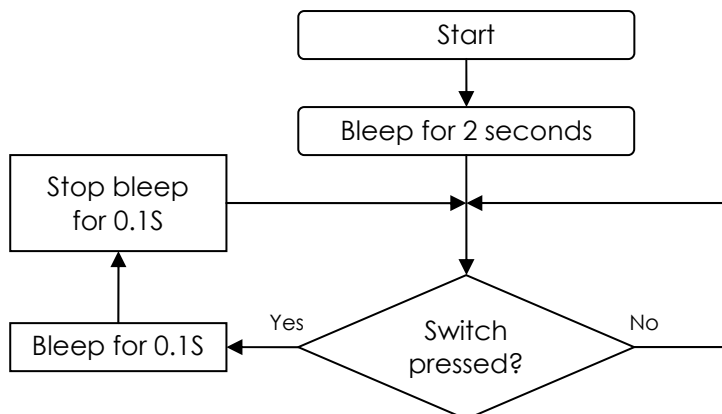 Start
Bleep for 2 seconds
Stop bleep
for 0.1S
Yes
Switch
pressed?
No
Bleep for 0.1S